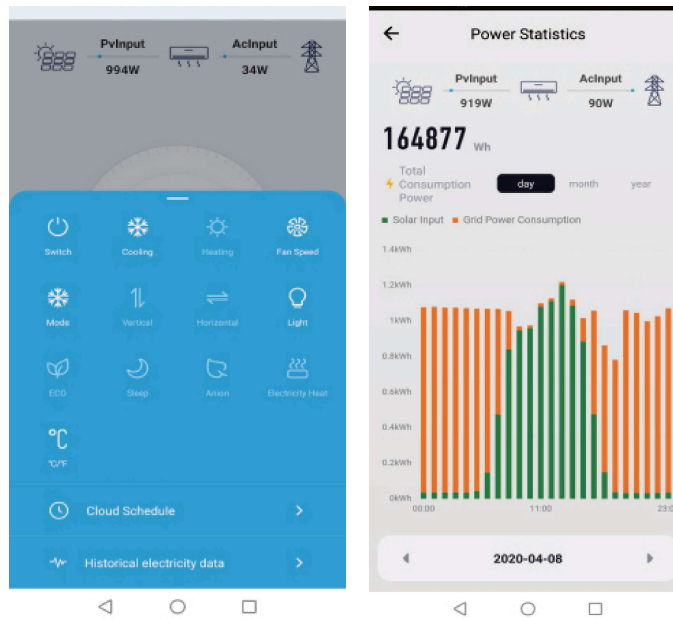 PvInput
AcInput
994W
34W
Switch
Cooling
Heating
Fan Speed
Mode
Vertical
Horizontal
Light
ECO
Sleep
Anion
Electricity Heat
°C
°C/°F
Cloud Schedule
Historical electricity data
Power Statistics
PvInput
AcInput
919W
90W
164877 Wh
Total
Consumption
Power
day
month
year
Solar Input
Grid Power Consumption
1.4kWh
1.2kWh
1kWh
0.8kWh
0.6kWh
0.4kWh
0.2kWh
0kWh
00:00
11:00
23:0
2020-04-08